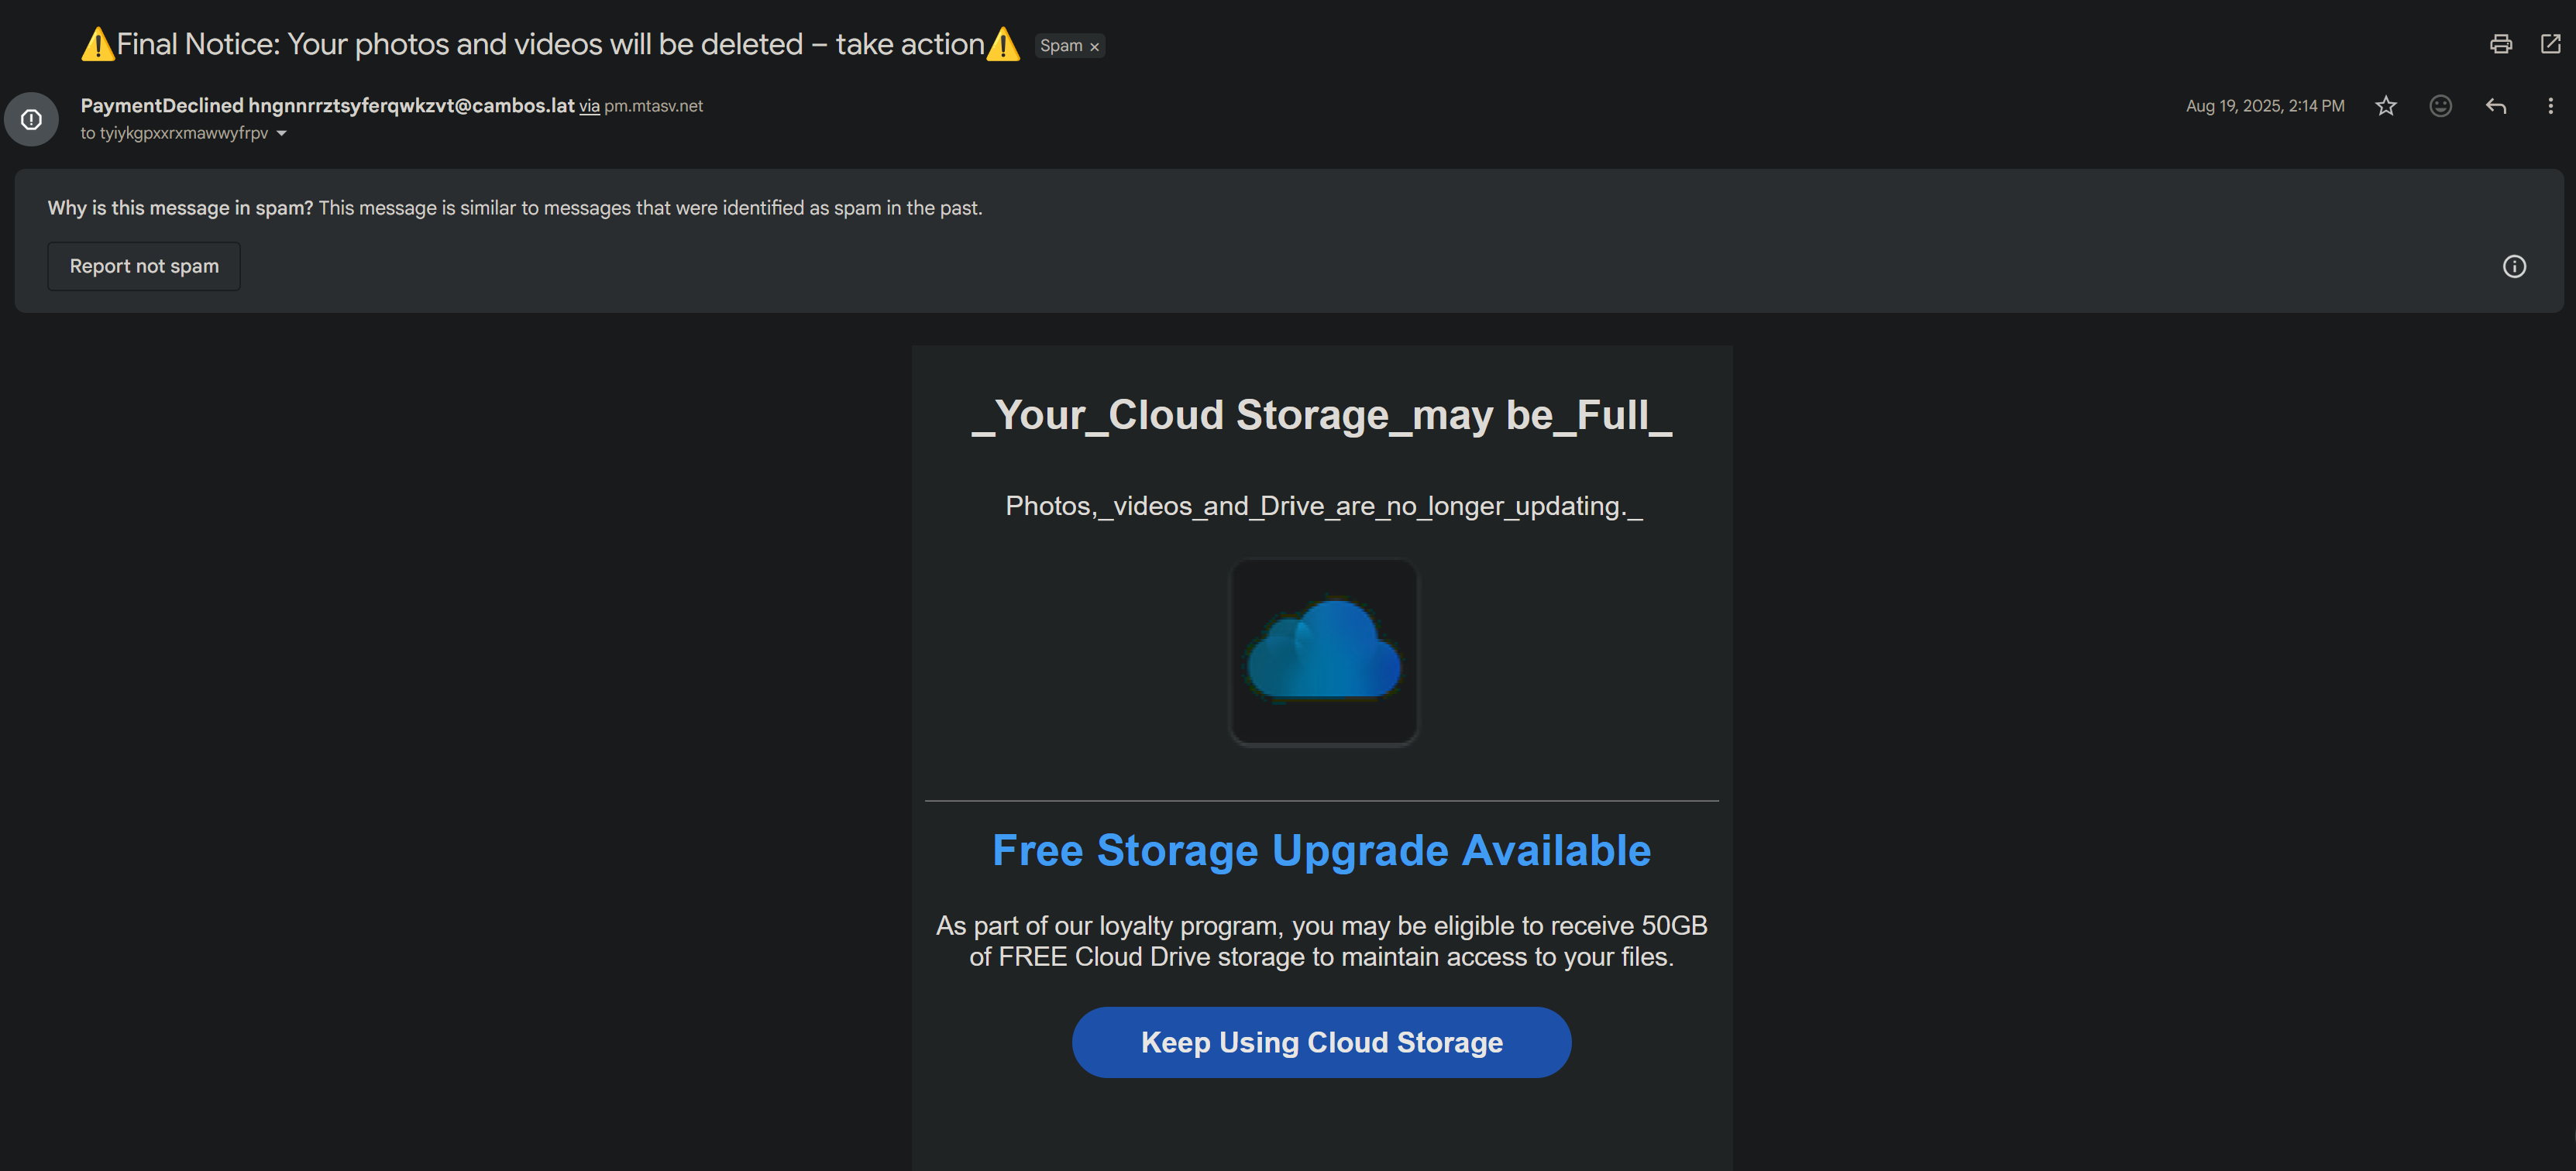 ⚠️Final Notice: Your photos and videos will be deleted – take action⚠️ Spam ×
PaymentDeclined hngnnrrztsyferqwkzvt@cambos.lat via pm.mtasv.net
Aug 19, 2025, 2:14 PM
to tyiykgpxxrxmawwyfrpv
Why is this message in spam? This message is similar to messages that were identified as spam in the past.
Report not spam
_Your_Cloud Storage_may be_Full_
Photos,_videos_and_Drive_are_no_longer_updating._
Free Storage Upgrade Available
As part of our loyalty program, you may be eligible to receive 50GB
of FREE Cloud Drive storage to maintain access to your files.
Keep Using Cloud Storage